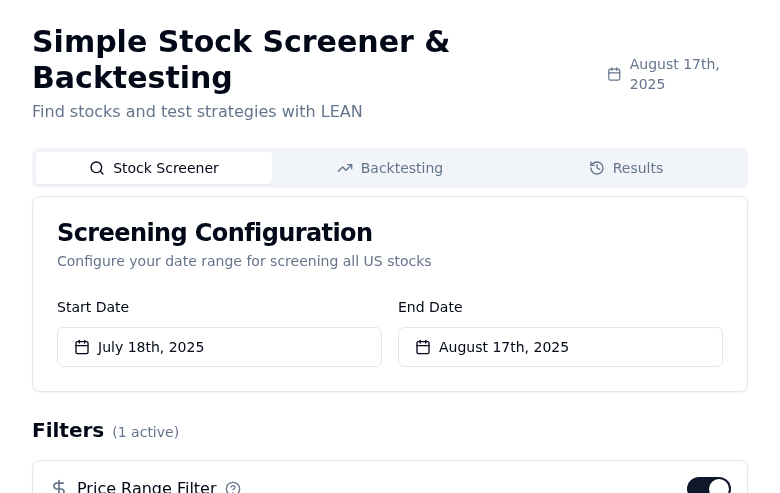 Simple Stock Screener &
Backtesting
August 17th,
2025
Find stocks and test strategies with LEAN
Stock Screener
Backtesting
Results
Screening Configuration
Configure your date range for screening all US stocks
Start Date
End Date
July 18th, 2025
August 17th, 2025
Filters (1 active)
Price Range Filter